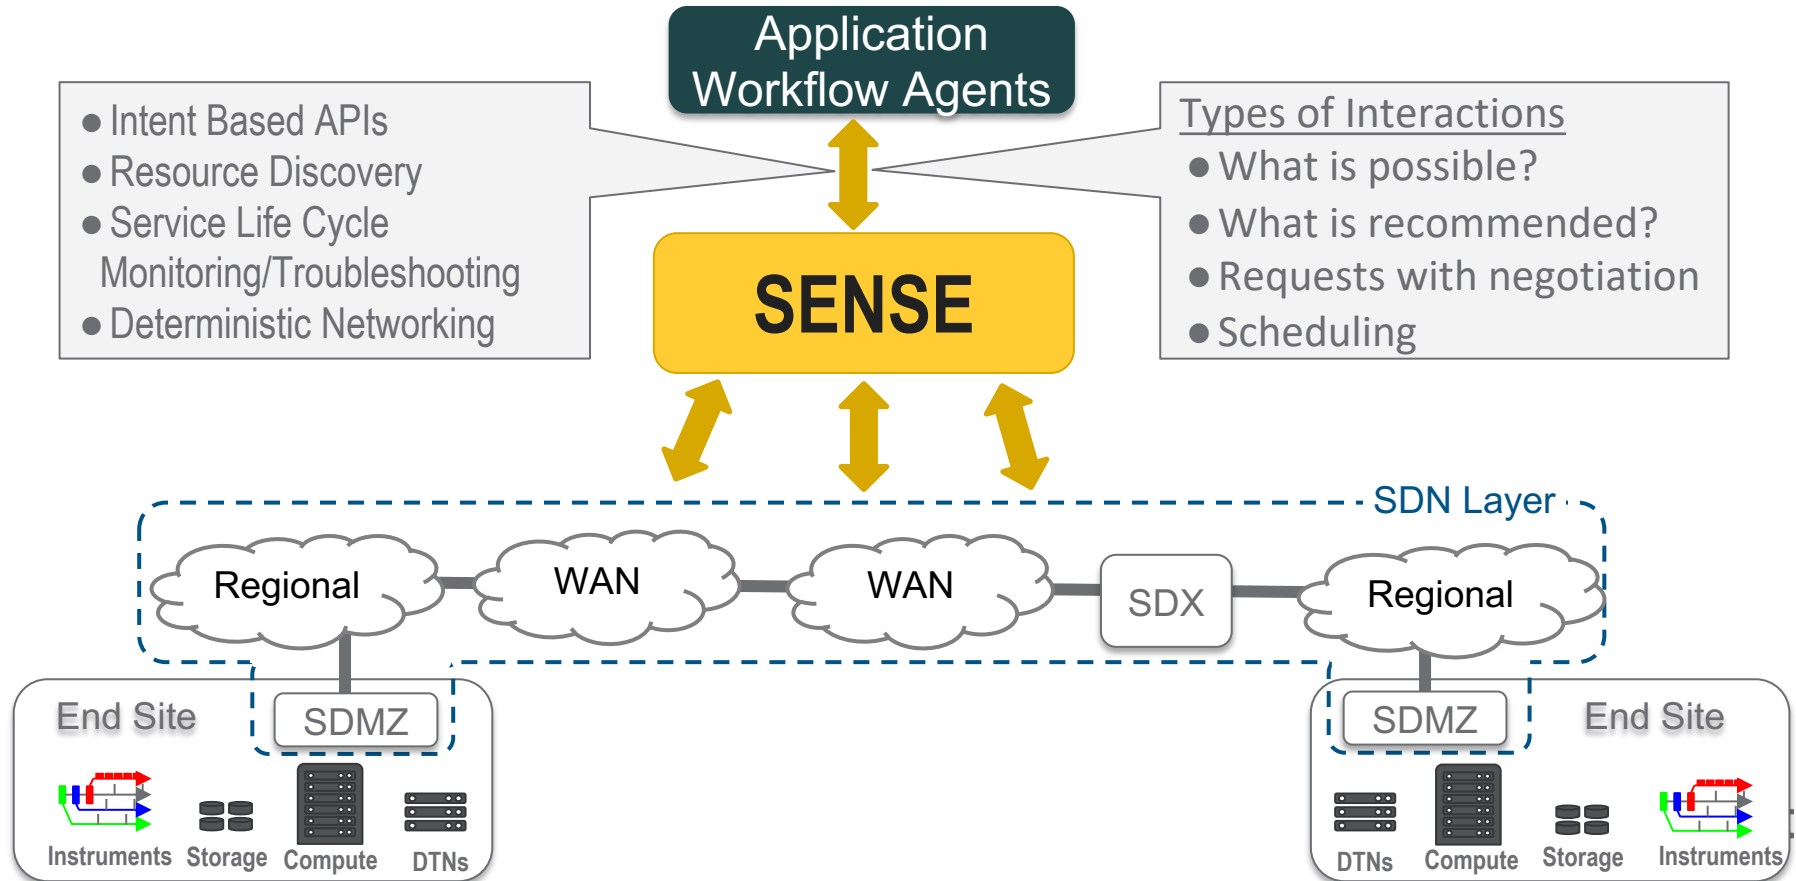 Application
Workflow Agents
● Intent Based APIs
● Resource Discovery
● Service Life Cycle
Monitoring/Troubleshooting
● Deterministic Networking
Types of Interactions
● What is possible?
● What is recommended?
● Requests with negotiation
● Scheduling
SENSE
SDN Layer
Regional
WAN
WAN
SDX
Regional
End Site
SDMZ
Instruments
Storage
Compute
DTNs
SDMZ
End Site
DTNs
Compute
Storage
Instruments